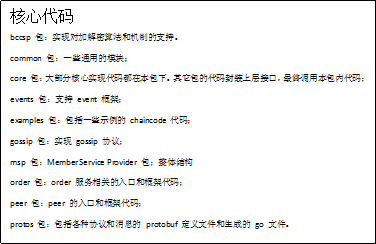 核心代码
bccsp 包：实现对加解密算法和机制的支持。
common 包：一些通用的模块；
core 包：大部分核心实现代码都在本包下。其它包的代码封装上层接口，最终调用本包内代码；
events 包：支持 event 框架；
examples 包：包括一些示例的 chaincode 代码；
gossip 包：实现 gossip 协议；
msp 包：MemberService Provider 包；整体结构
order 包：order 服务相关的入口和框架代码；
peer 包：peer 的入口和框架代码；
protos 包：包括各种协议和消息的 protobuf 定义文件和生成的 go 文件。